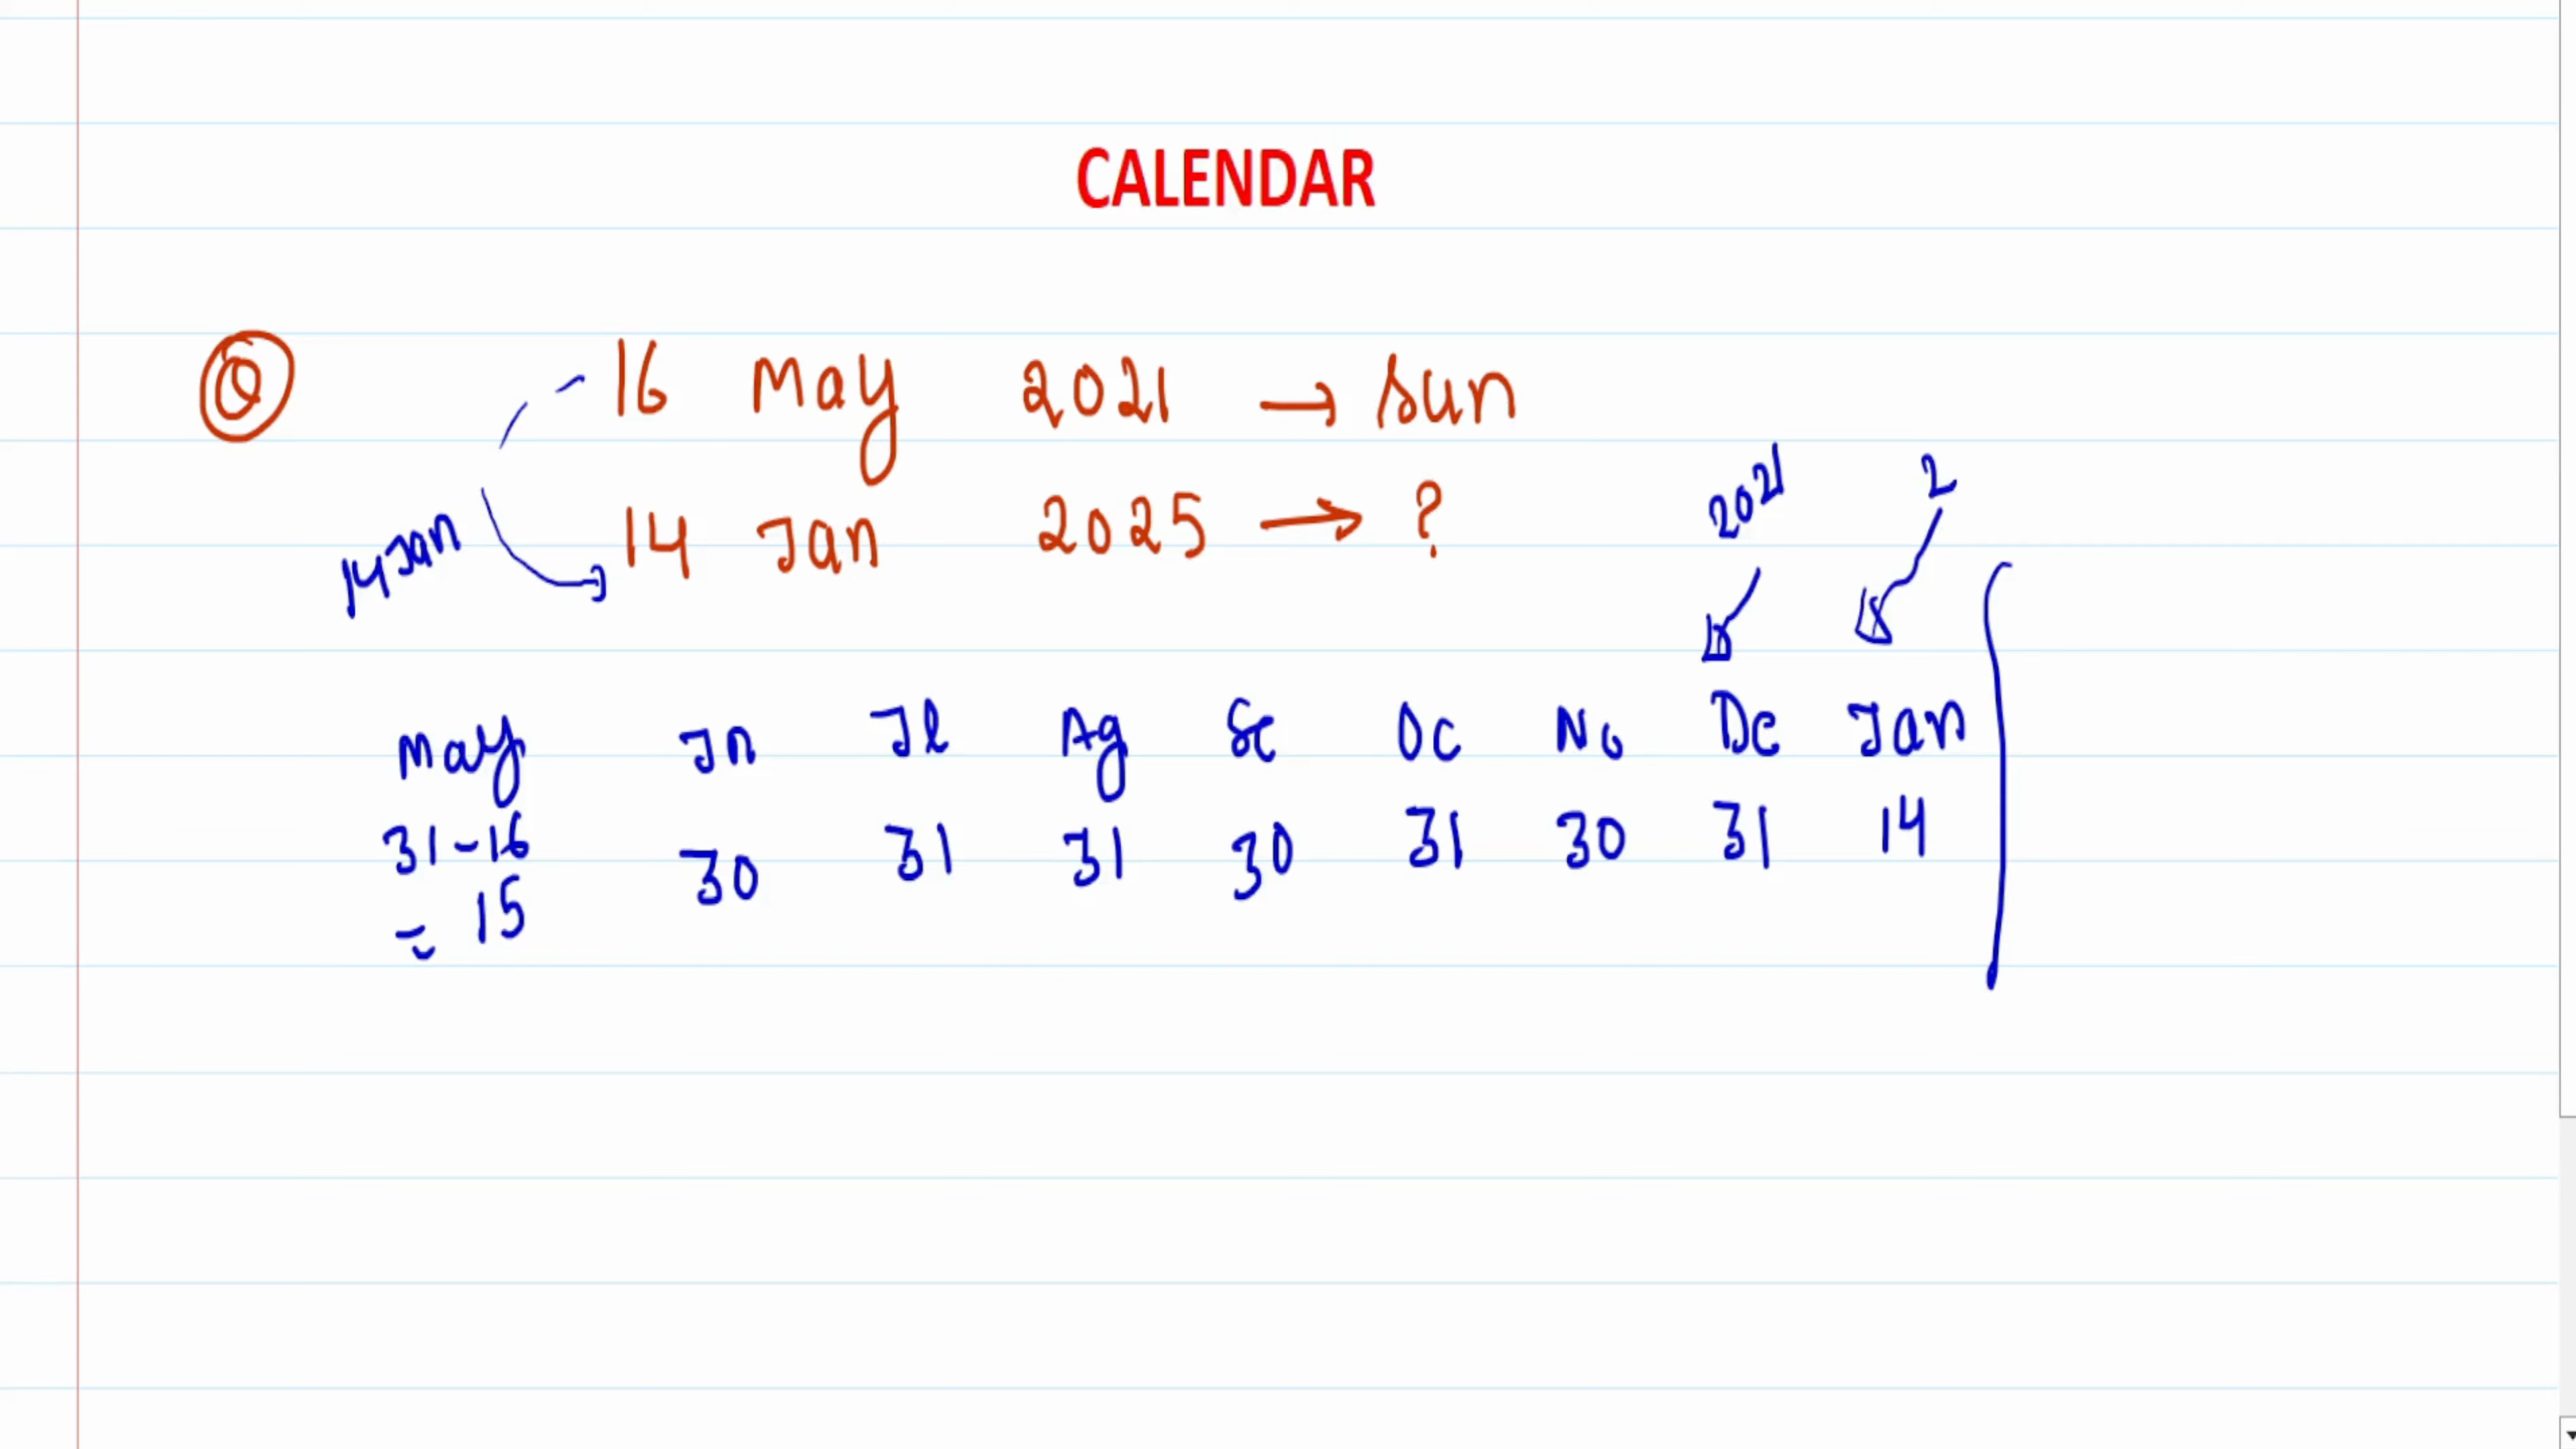 CALENDAR
Q 16 May 2021 → Sun
14 Jan 2025 → ?
14 Jan
2021 2
May Jn Jl Ag Se Oc No De Jan
31-16 30 31 31 30 31 30 31 14
= 15